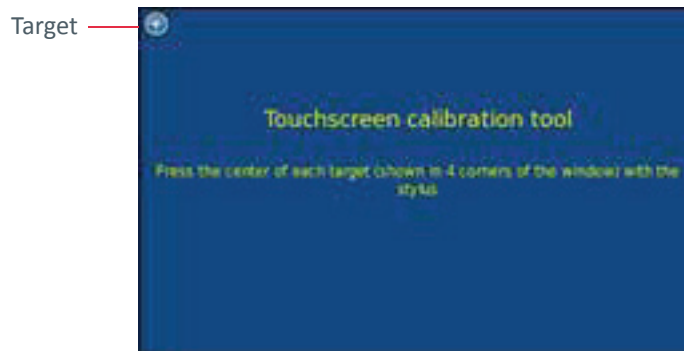 Target
Touchscreen calibration tool
Press the center of each target (shown in 4 corners of the window) with the
stylus